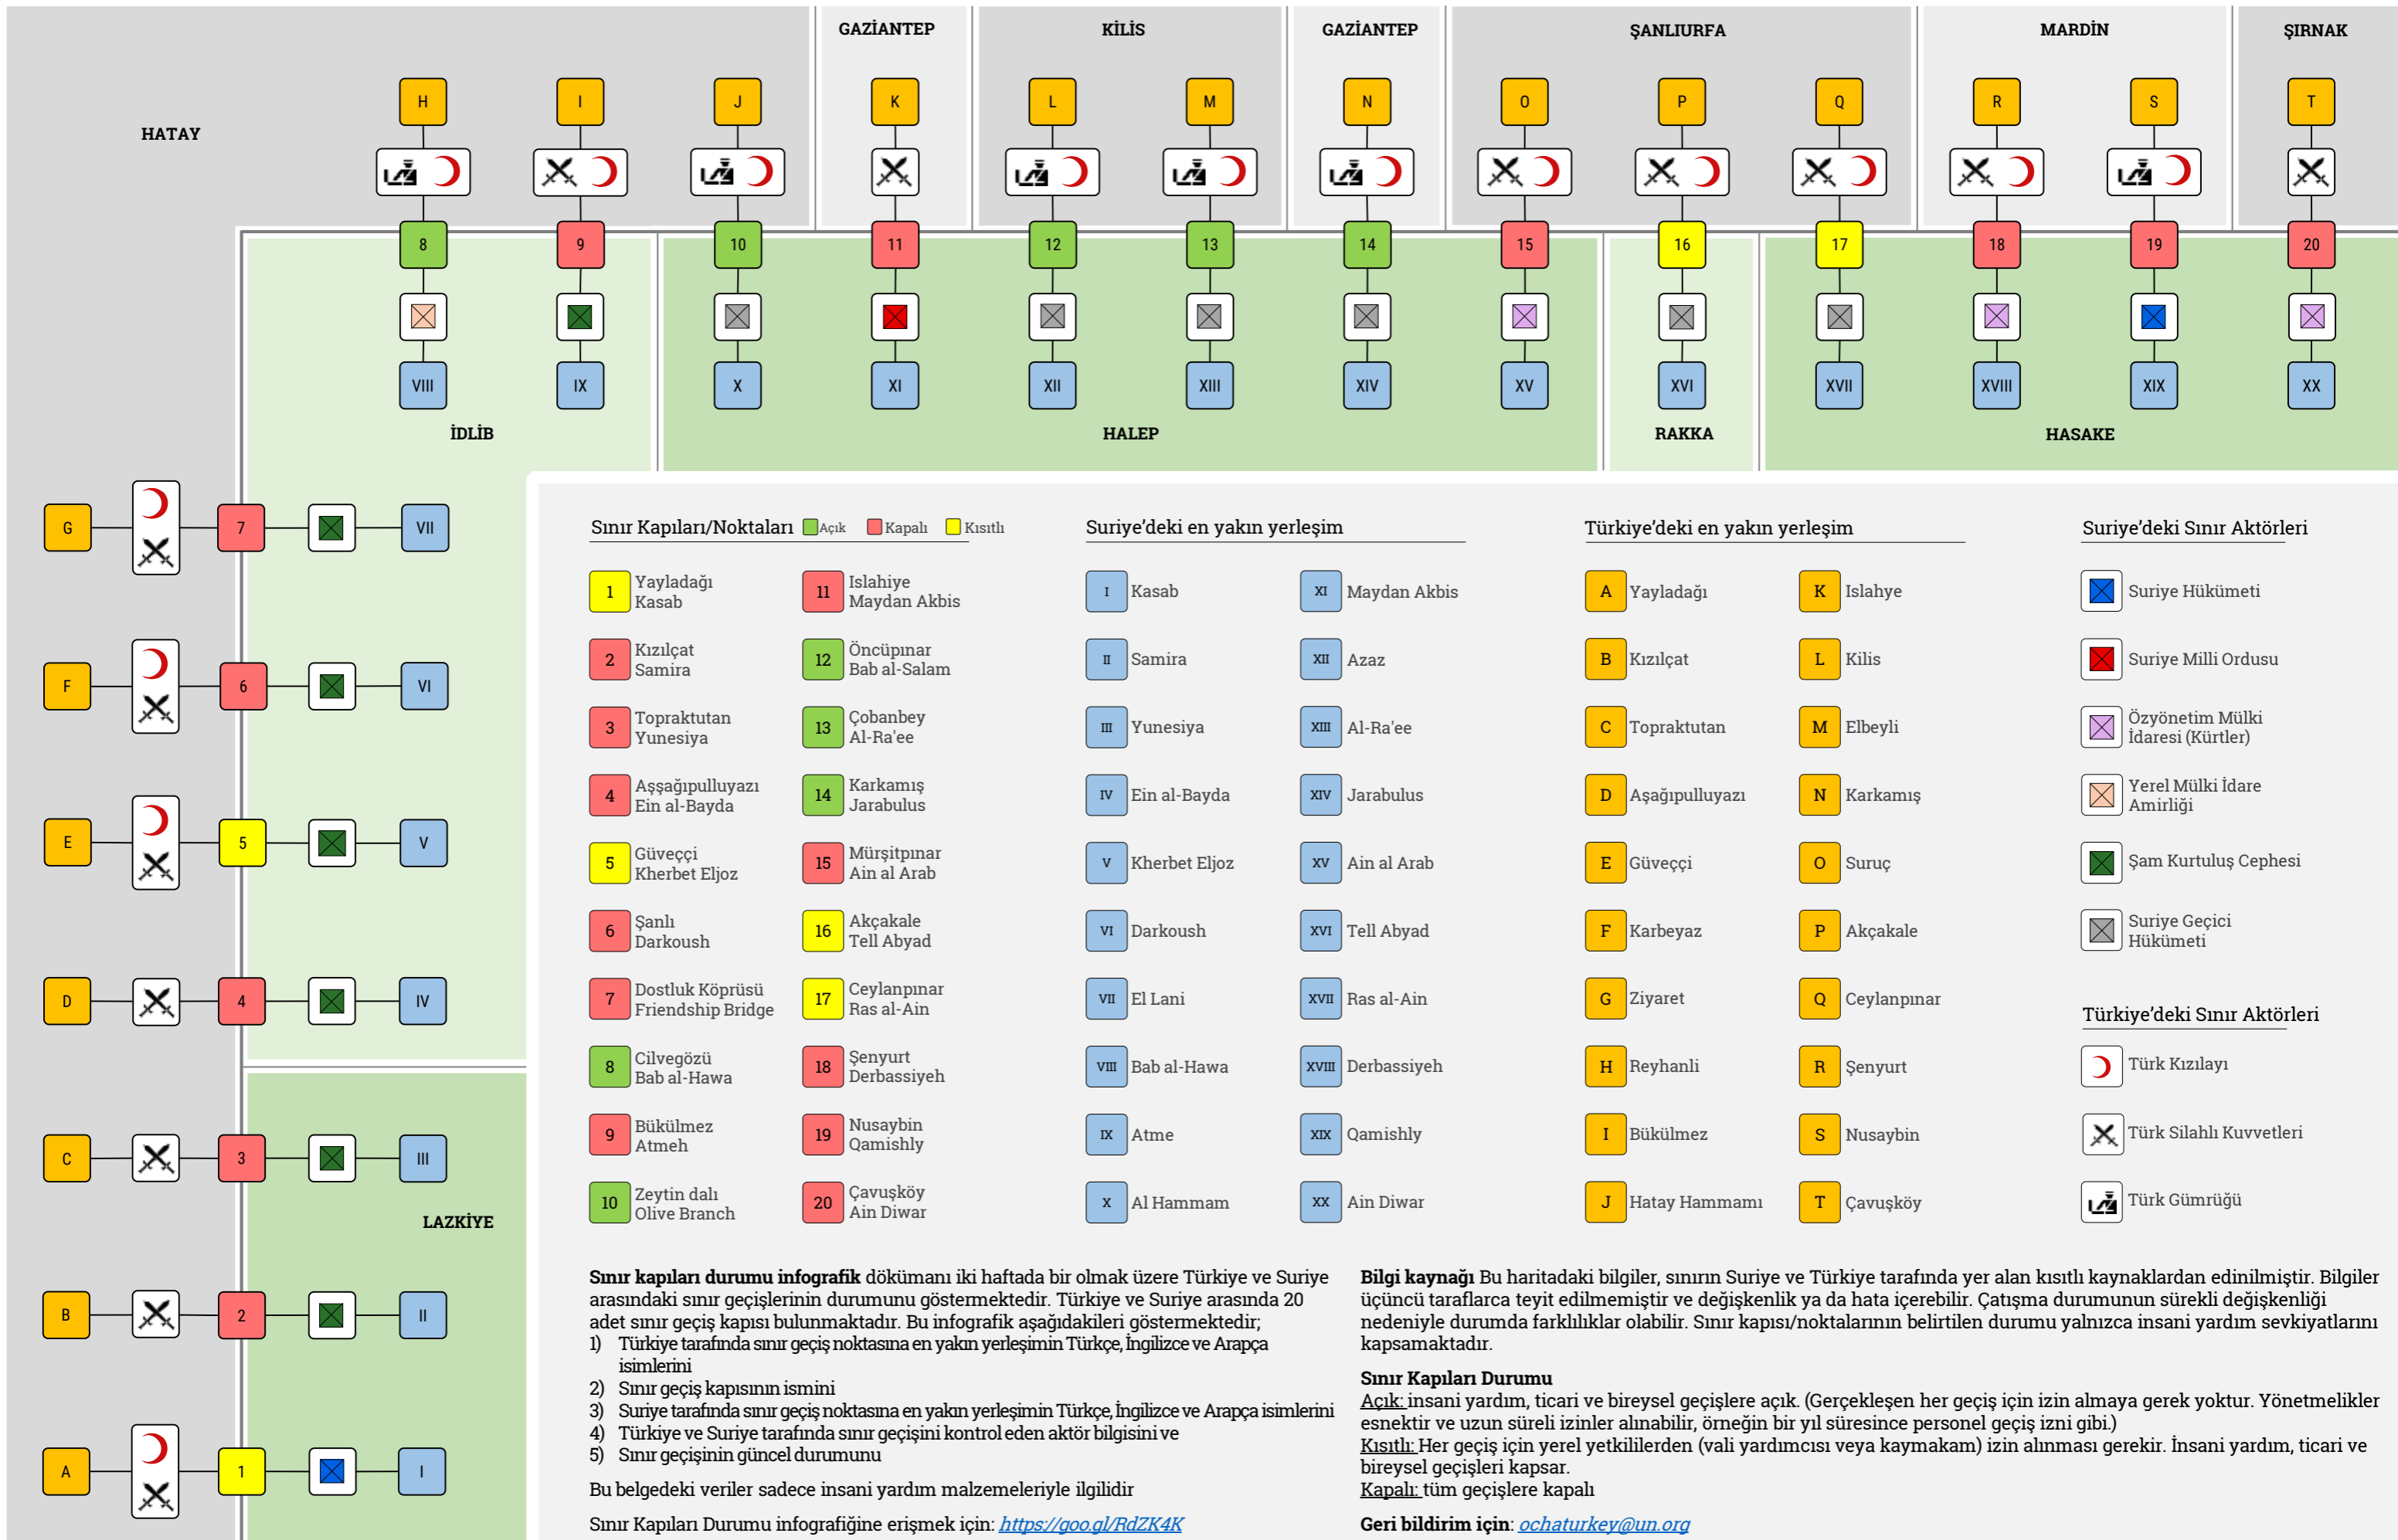 GAZİANTEP
KİLİS
GAZİANTEP
ŞANLIURFA
MARDİN
ŞIRNAK
HATAY
H
I
J
K
L
M
N
O
P
Q
R
S
T
8
9
10
11
12
13
14
15
16
17
18
19
20
VIII
IX
X
XI
XII
XIII
XIV
XV
XVI
XVII
XVIII
XIX
XX
İDLİB
HALEP
RAKKA
HASAKE
G
7
VII
F
6
VI
E
5
V
D
4
IV
C
3
III
LAZKİYE
B
2
II
A
1
I
Sınır Kapıları/Noktaları
Açık
Kapalı
Kısıtlı
1
Yayladağı
Kasab
2
Kızılçat
Samira
3
Topraktutan
Yunesiya
4
Aşşağıpulluyazı
Ein al-Bayda
5
Güveççi
Kherbet Eljoz
6
Şanlı
Darkoush
7
Dostluk Köprüsü
Friendship Bridge
8
Cilvegözü
Bab al-Hawa
9
Bükülmez
Atmeh
10
Zeytin dalı
Olive Branch
11
Islahiye
Maydan Akbis
12
Öncüpınar
Bab al-Salam
13
Çobanbey
Al-Ra'ee
14
Karkamış
Jarabulus
15
Mürşitpınar
Ain al Arab
16
Akçakale
Tell Abyad
17
Ceylanpınar
Ras al-Ain
18
Şenyurt
Derbassiyeh
19
Nusaybin
Qamishly
20
Çavuşköy
Ain Diwar
Suriye'deki en yakın yerleşim
I Kasab
II Samira
III Yunesiya
IV Ein al-Bayda
V Kherbet Eljoz
VI Darkoush
VII El Lani
VIII Bab al-Hawa
IX Atme
X Al Hammam
XI Maydan Akbis
XII Azaz
XIII Al-Ra'ee
XIV Jarabulus
XV Ain al Arab
XVI Tell Abyad
XVII Ras al-Ain
XVIII Derbassiyeh
XIX Qamishly
XX Ain Diwar
Türkiye'deki en yakın yerleşim
A Yayladağı
B Kızılçat
C Topraktutan
D Aşağıpulluyazı
E Güveççi
F Karbeyaz
G Ziyaret
H Reyhanli
I Bükülmez
J Hatay Hammamı
K Islahye
L Kilis
M Elbeyli
N Karkamış
O Suruç
P Akçakale
Q Ceylanpınar
R Şenyurt
S Nusaybin
T Çavuşköy
Suriye'deki Sınır Aktörleri
Suriye Hükümeti
Suriye Milli Ordusu
Özyönetim Mülki
İdaresi (Kürtler)
Yerel Mülki İdare
Amirliği
Şam Kurtuluş Cephesi
Suriye Geçici
Hükümeti
Türkiye'deki Sınır Aktörleri
Türk Kızılayı
Türk Silahlı Kuvvetleri
Türk Gümrüğü
Sınır kapıları durumu infografik dökümanı iki haftada bir olmak üzere Türkiye ve Suriye
arasındaki sınır geçişlerinin durumunu göstermektedir. Türkiye ve Suriye arasında 20
adet sınır geçiş kapısı bulunmaktadır. Bu infografik aşağıdakileri göstermektedir;
1) Türkiye tarafında sınır geçiş noktasına en yakın yerleşimin Türkçe, İngilizce ve Arapça
isimlerini
2) Sınır geçiş kapısının ismini
3) Suriye tarafında sınır geçiş noktasına en yakın yerleşimin Türkçe, İngilizce ve Arapça isimlerini
4) Türkiye ve Suriye tarafında sınır geçişini kontrol eden aktör bilgisini ve
5) Sınır geçişinin güncel durumunu
Bu belgedeki veriler sadece insani yardım malzemeleriyle ilgilidir
Sınır Kapıları Durumu infografiğine erişmek için: https://goo.gl/RdZK4K
Bilgi kaynağı Bu haritadaki bilgiler, sınırın Suriye ve Türkiye tarafında yer alan kısıtlı kaynaklardan edinilmiştir. Bilgiler
üçüncü taraflarca teyit edilmemiştir ve değişkenlik ya da hata içerebilir. Çatışma durumunun sürekli değişkenliği
nedeniyle durumda farklılıklar olabilir. Sınır kapısı/noktalarının belirtilen durumu yalnızca insani yardım sevkiyatlarını
kapsamaktadır.
Sınır Kapıları Durumu
Açık: insani yardım, ticari ve bireysel geçişlere açık. (Gerçekleşen her geçiş için izin almaya gerek yoktur. Yönetmelikler
esnektir ve uzun süreli izinler alınabilir, örneğin bir yıl süresince personel geçiş izni gibi.)
Kısıtlı: Her geçiş için yerel yetkililerden (vali yardımcısı veya kaymakam) izin alınması gerekir. İnsani yardım, ticari ve
bireysel geçişleri kapsar.
Kapalı: tüm geçişlere kapalı
Geri bildirim için: ochaturkey@un.org